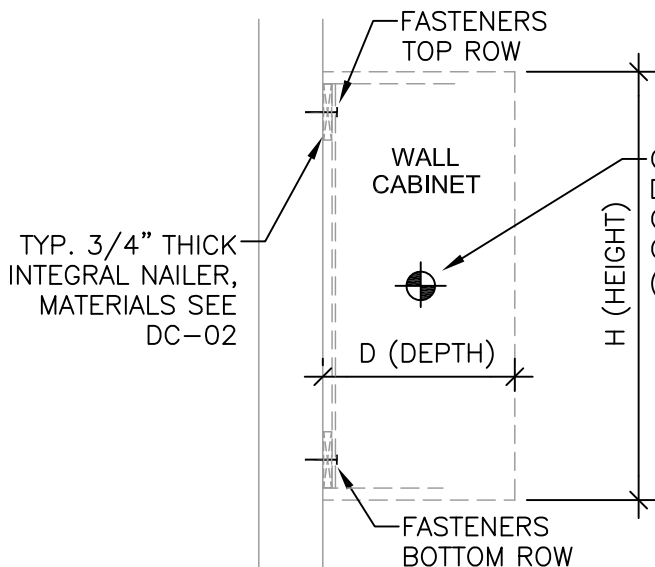 FASTENERS
TOP ROW
WALL
CABINET
TYP. 3/4” THICK
INTEGRAL NAILER,
MATERIALS SEE
DC-02
D (DEPTH)
H (HEIGHT)
FASTENERS
BOTTOM ROW